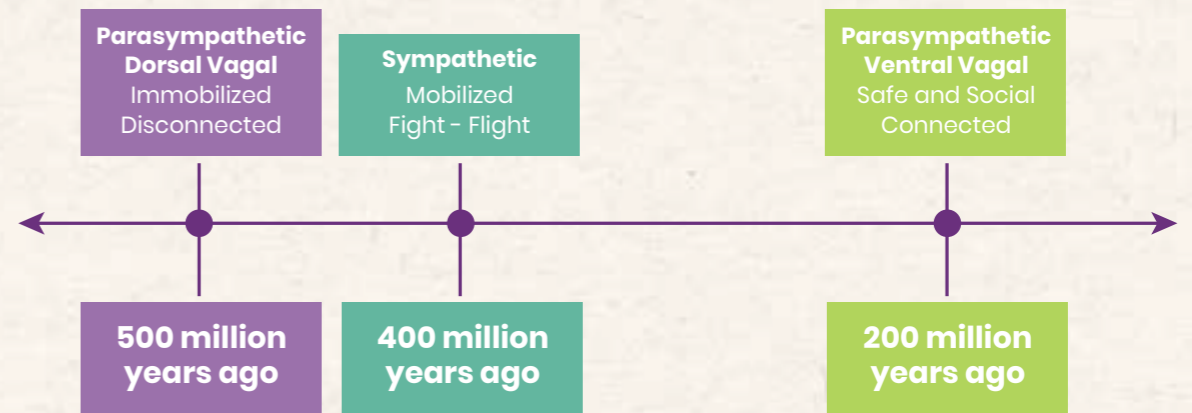 Parasympathetic
Dorsal Vagal
Immobilized
Disconnected
Sympathetic
Mobilized
Fight - Flight
Parasympathetic
Ventral Vagal
Safe and Social
Connected
500 million
years ago
400 million
years ago
200 million
years ago